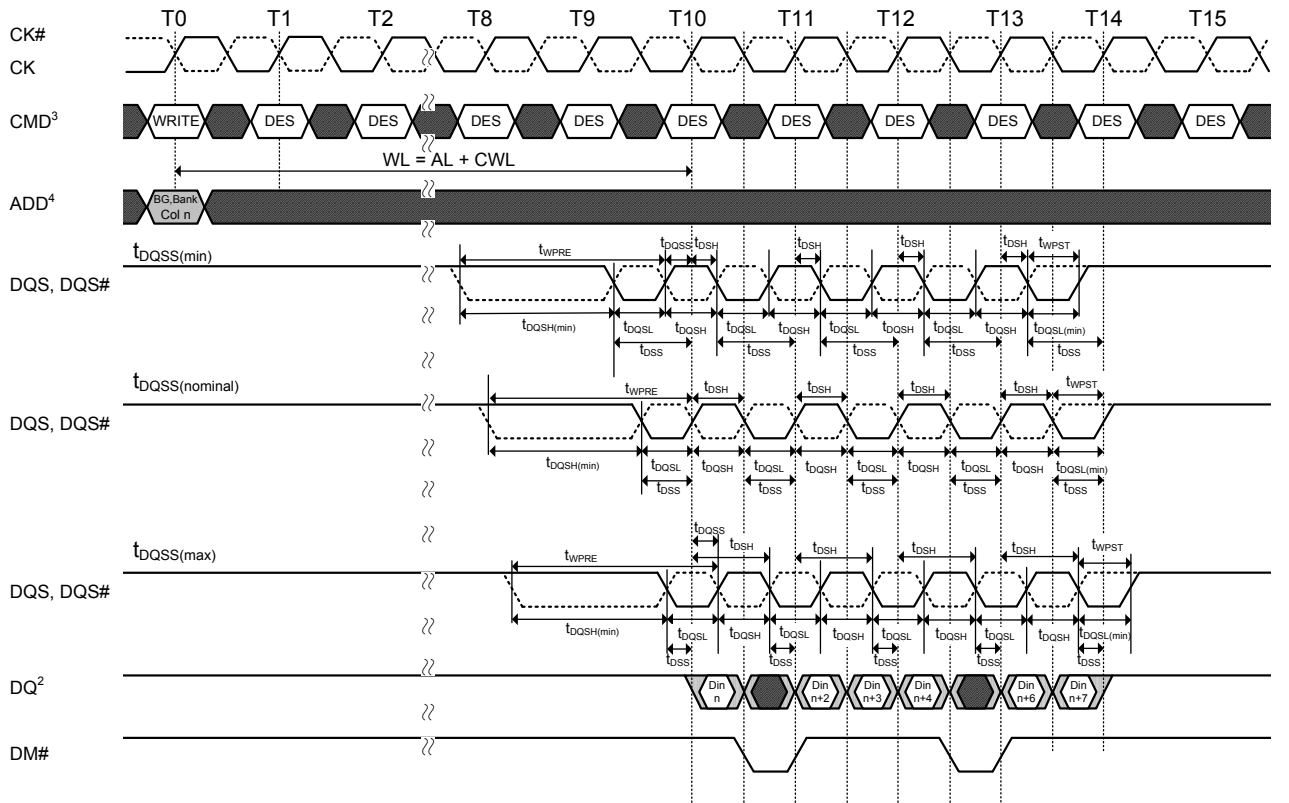 T0 T1 T2 T8 T9 T10 T11 T12 T13 T14 T15
CK#
CK
CMD3 WRITE DES DES DES DES DES DES DES DES DES DES
WL = AL + CWL
ADD4 BG,Bank
Col n
tDQSS(min) tWPRE tDQSS tDSH tDSH tDSH tDSH tWPST
DQS, DQS#
tDQSH(min) tDQSL tDQSH tDQSL tDQSH tDQSL tDQSH tDQSL tDQSH tDQSL(min)
tDSS tDSS tDSS tDSS tDSS
tDQSS(nominal) tWPRE tDSH tDSH tDSH tDSH tWPST
DQS, DQS#
tDQSH(min) tDQSL tDQSH tDQSL tDQSH tDQSL tDQSH tDQSL tDQSH tDQSL(min)
tDSS tDSS tDSS tDSS tDSS
tDQSS
tDQSS(max) tWPRE tDSH tDSH tDSH tDSH tWPST
DQS, DQS#
tDQSH(min) tDQSL tDQSH tDQSL tDQSH tDQSL tDQSH tDQSL tDQSH tDQSL(min)
tDSS tDSS tDSS tDSS tDSS
DQ2 Din n Din n+2 Din n+3 Din n+4 Din n+6 Din n+7
DM#